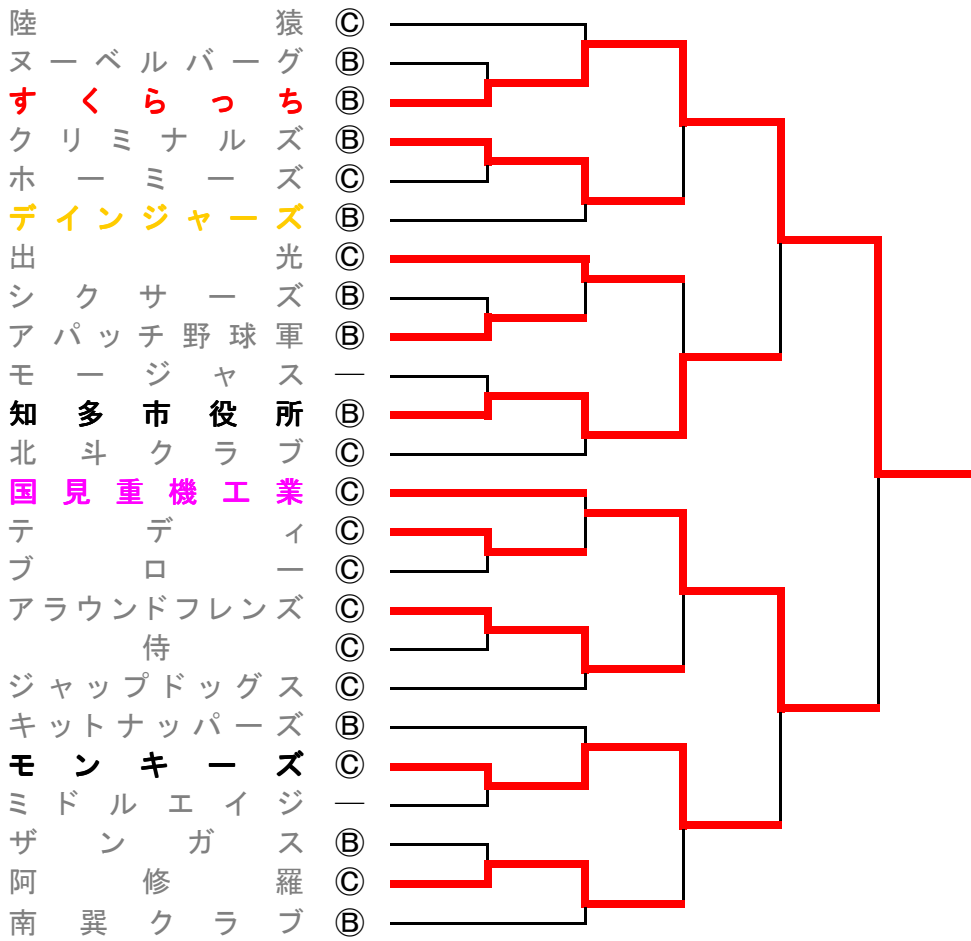 陸猿 Ⓒ
ヌーベルバーグ Ⓑ
すくらっち Ⓑ
クリミナルズ Ⓑ
ホーミーズ Ⓒ
デインジャーズ Ⓑ
出光 Ⓒ
シクサーズ Ⓑ
アパッチ野球軍 Ⓑ
モージャス ―
知多市役所 Ⓑ
北斗クラブ Ⓒ
国見重機工業 Ⓒ
テディ Ⓒ
ブロー Ⓒ
アラウンドフレンズ Ⓒ
侍 Ⓒ
ジャップドッグス Ⓒ
キットナッパーズ Ⓑ
モンキーズ Ⓒ
ミドルエイジ ―
ザンガス Ⓑ
阿修羅 Ⓒ
南巽クラブ Ⓑ